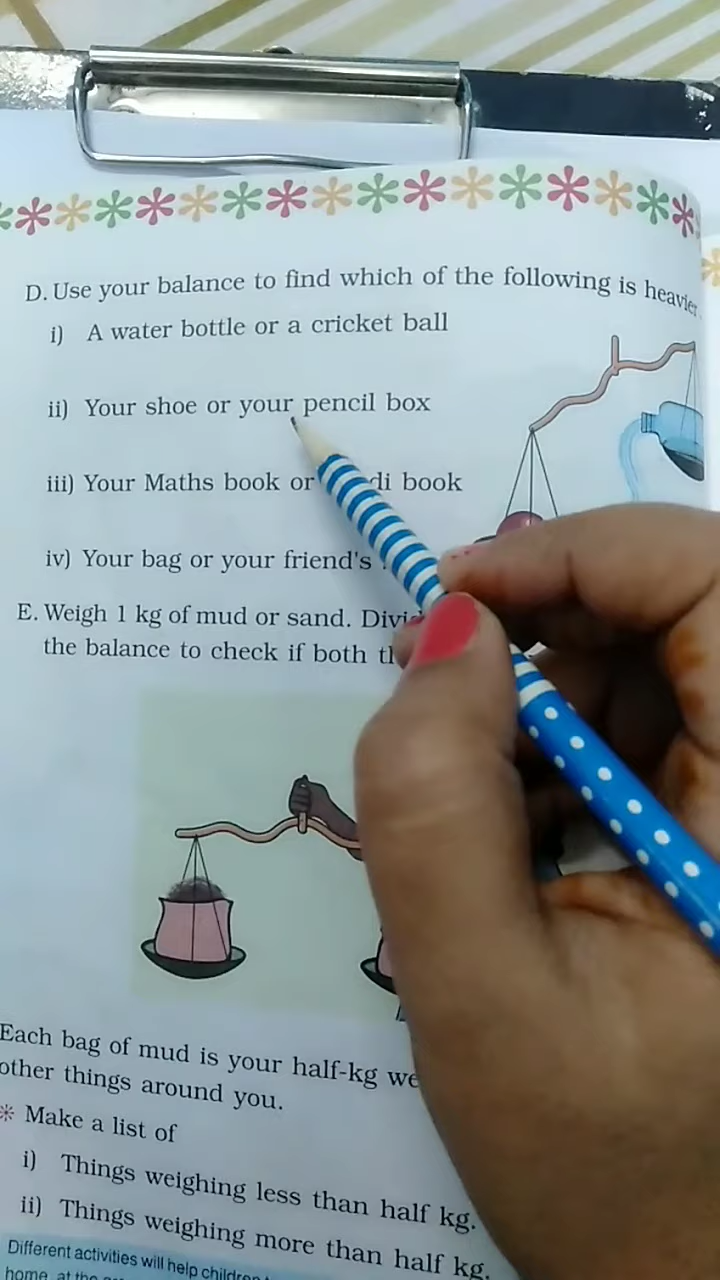 D. Use your balance to find which of the following is heavier
i) A water bottle or a cricket ball
ii) Your shoe or your pencil box
iii) Your Maths book or di book
iv) Your bag or your friend's
E. Weigh 1 kg of mud or sand.
the balance to check if both
Each bag of mud is your half-kg
other things around you.
* Make a list of
i) Things weighing less than half kg.
ii) Things weighing more than half kg.
Different activities will help children
home, at the